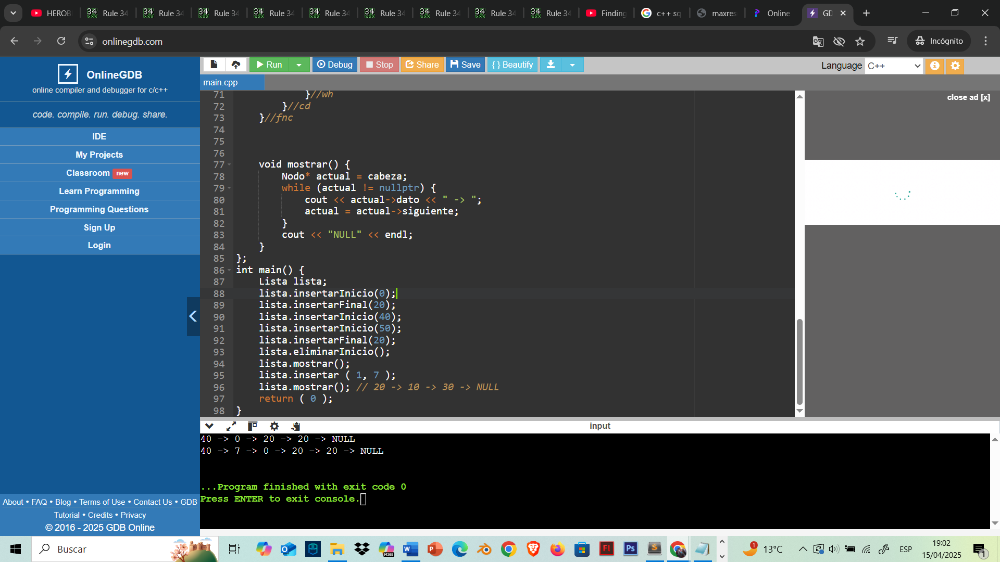 HEROB
Rule 34
Rule 34
Rule 34
Rule 34
Rule 34
Rule 34
Rule 34
Rule 34
Rule 34
Finding
c++ sq
maxres
Online
GD
onlinegdb.com
Incógnito
OnlineGDB
online compiler and debugger for c/c++
code. compile. run. debug. share.
IDE
My Projects
Classroom new
Learn Programming
Programming Questions
Sign Up
Login
About • FAQ • Blog • Terms of Use • Contact Us • GDB
Tutorial • Credits • Privacy
© 2016 - 2025 GDB Online
Run
Debug
Stop
Share
Save
{ } Beautify
Language C++
main.cpp
close ad [x]
71 }//wh
72 }//cd
73 }//fnc
74
75
76
77 void mostrar() {
78 Nodo* actual = cabeza;
79 while (actual != nullptr) {
80 cout << actual->dato << " -> ";
81 actual = actual->siguiente;
82 }
83 cout << "NULL" << endl;
84 }
85 };
86 int main() {
87 Lista lista;
88 lista.insertarInicio(0);
89 lista.insertarFinal(20);
90 lista.insertarInicio(40);
91 lista.insertarInicio(50);
92 lista.insertarFinal(20);
93 lista.eliminarInicio();
94 lista.mostrar();
95 lista.insertar ( 1, 7 );
96 lista.mostrar(); // 20 -> 10 -> 30 -> NULL
97 return ( 0 );
98 }
input
40 -> 0 -> 20 -> 20 -> NULL
40 -> 7 -> 0 -> 20 -> 20 -> NULL
...Program finished with exit code 0
Press ENTER to exit console.
Buscar
M365
1
13°C
ESP
19:02
15/04/2025
1